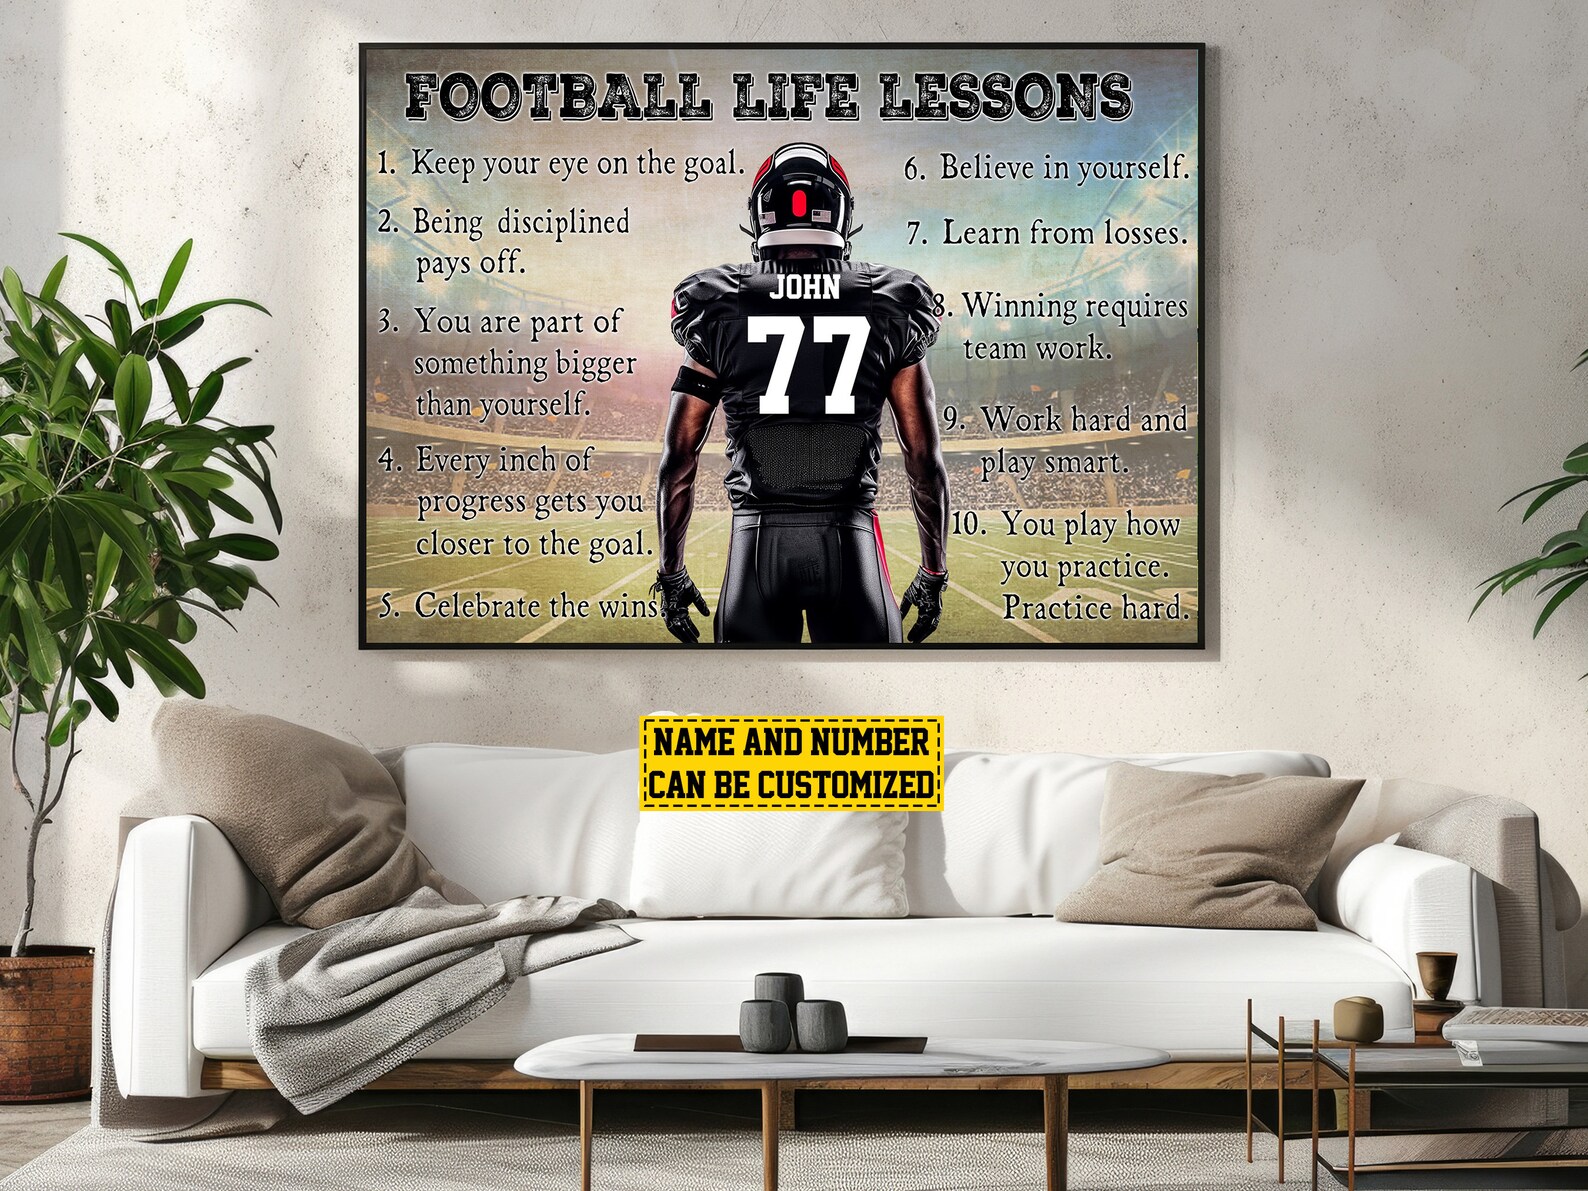 FOOTBALL LIFE LESSONS
1. Keep your eye on the goal.
2. Being disciplined
pays off.
3. You are part of
something bigger
than yourself.
4. Every inch of
progress gets you
closer to the goal.
5. Celebrate the wins.
JOHN
77
6. Believe in yourself.
7. Learn from losses.
8. Winning requires
team work.
9. Work hard and
play smart.
10. You play how
you practice.
Practice hard.
NAME AND NUMBER
CAN BE CUSTOMIZED